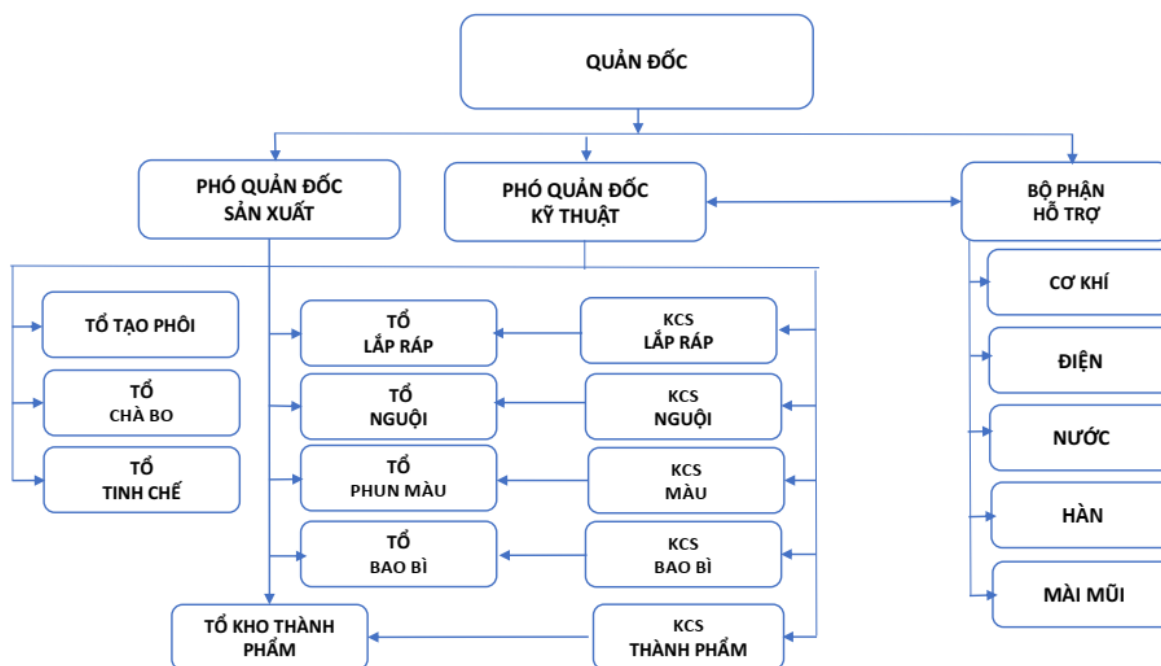 QUẢN ĐỐC
PHÓ QUẢN ĐỐC
SẢN XUẤT
PHÓ QUẢN ĐỐC
KỸ THUẬT
BỘ PHẬN
HỖ TRỢ
TỔ TẠO PHÔI
TỔ
CHÀ BO
TỔ
TINH CHẾ
TỔ
LẮP RÁP
TỔ
NGUỘI
TỔ
PHUN MÀU
TỔ
BAO BÌ
TỔ KHO THÀNH
PHẨM
KCS
LẮP RÁP
KCS
NGUỘI
KCS
MÀU
KCS
BAO BÌ
KCS
THÀNH PHẨM
CƠ KHÍ
ĐIỆN
NƯỚC
HÀN
MÀI MŨI